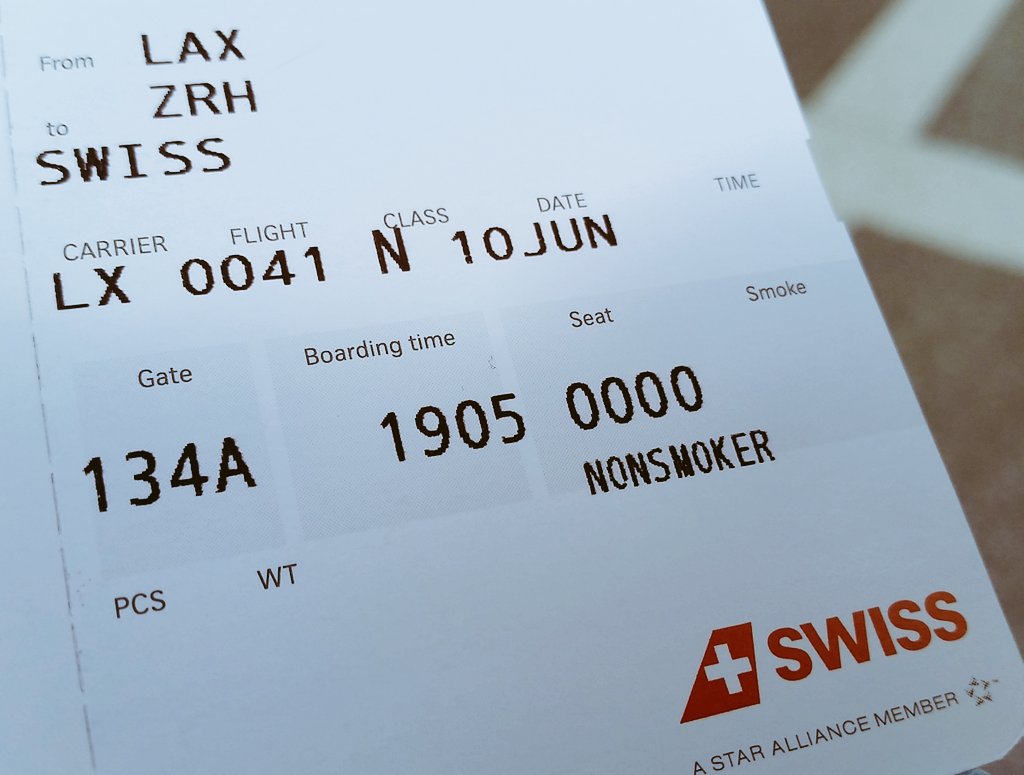 From LAX
ZRH
to
SWISS
CARRIER FLIGHT CLASS DATE TIME
LX 0041 N 10JUN
Gate Boarding time Seat Smoke
134A 1905 0000
NONSMOKER
PCS WT
SWISS
A STAR ALLIANCE MEMBER